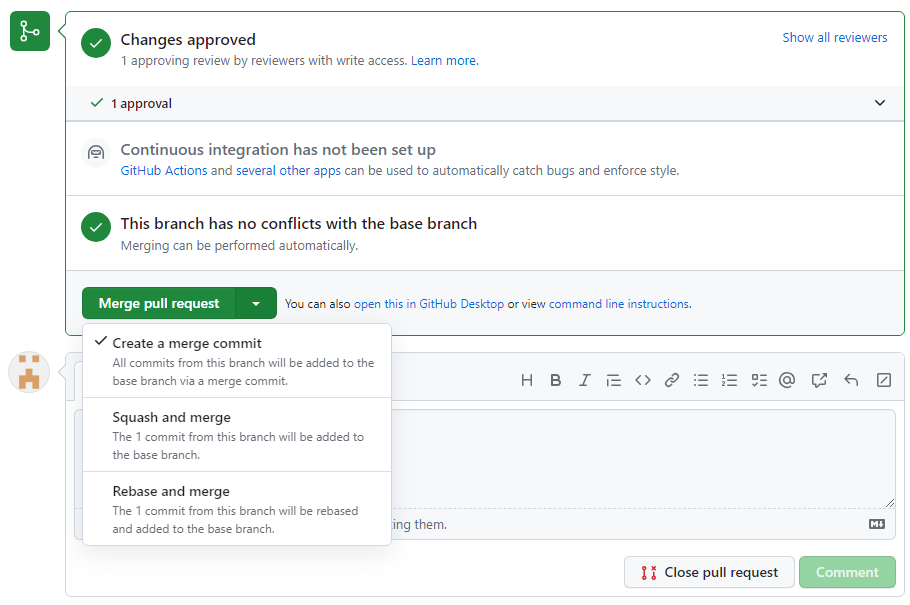 Changes approved
Show all reviewers
1 approving review by reviewers with write access. Learn more.
1 approval
Continuous integration has not been set up
GitHub Actions and several other apps can be used to automatically catch bugs and enforce style.
This branch has no conflicts with the base branch
Merging can be performed automatically.
Merge pull request
You can also open this in GitHub Desktop or view command line instructions.
Create a merge commit
All commits from this branch will be added to the
base branch via a merge commit.
Squash and merge
The 1 commit from this branch will be added to
the base branch.
Rebase and merge
The 1 commit from this branch will be rebased
and added to the base branch.
H B I
them.
M
Close pull request
Comment